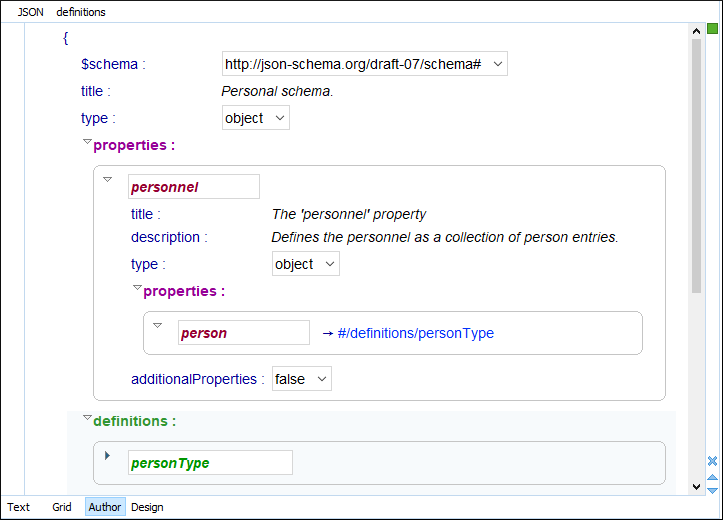 JSON definitions
{
$schema : http://json-schema.org/draft-07/schema#
title : Personal schema.
type : object
properties :
personnel
title : The 'personnel' property
description : Defines the personnel as a collection of person entries.
type : object
properties :
person → #/definitions/personType
additionalProperties : false
definitions :
personType
Text Grid Author Design